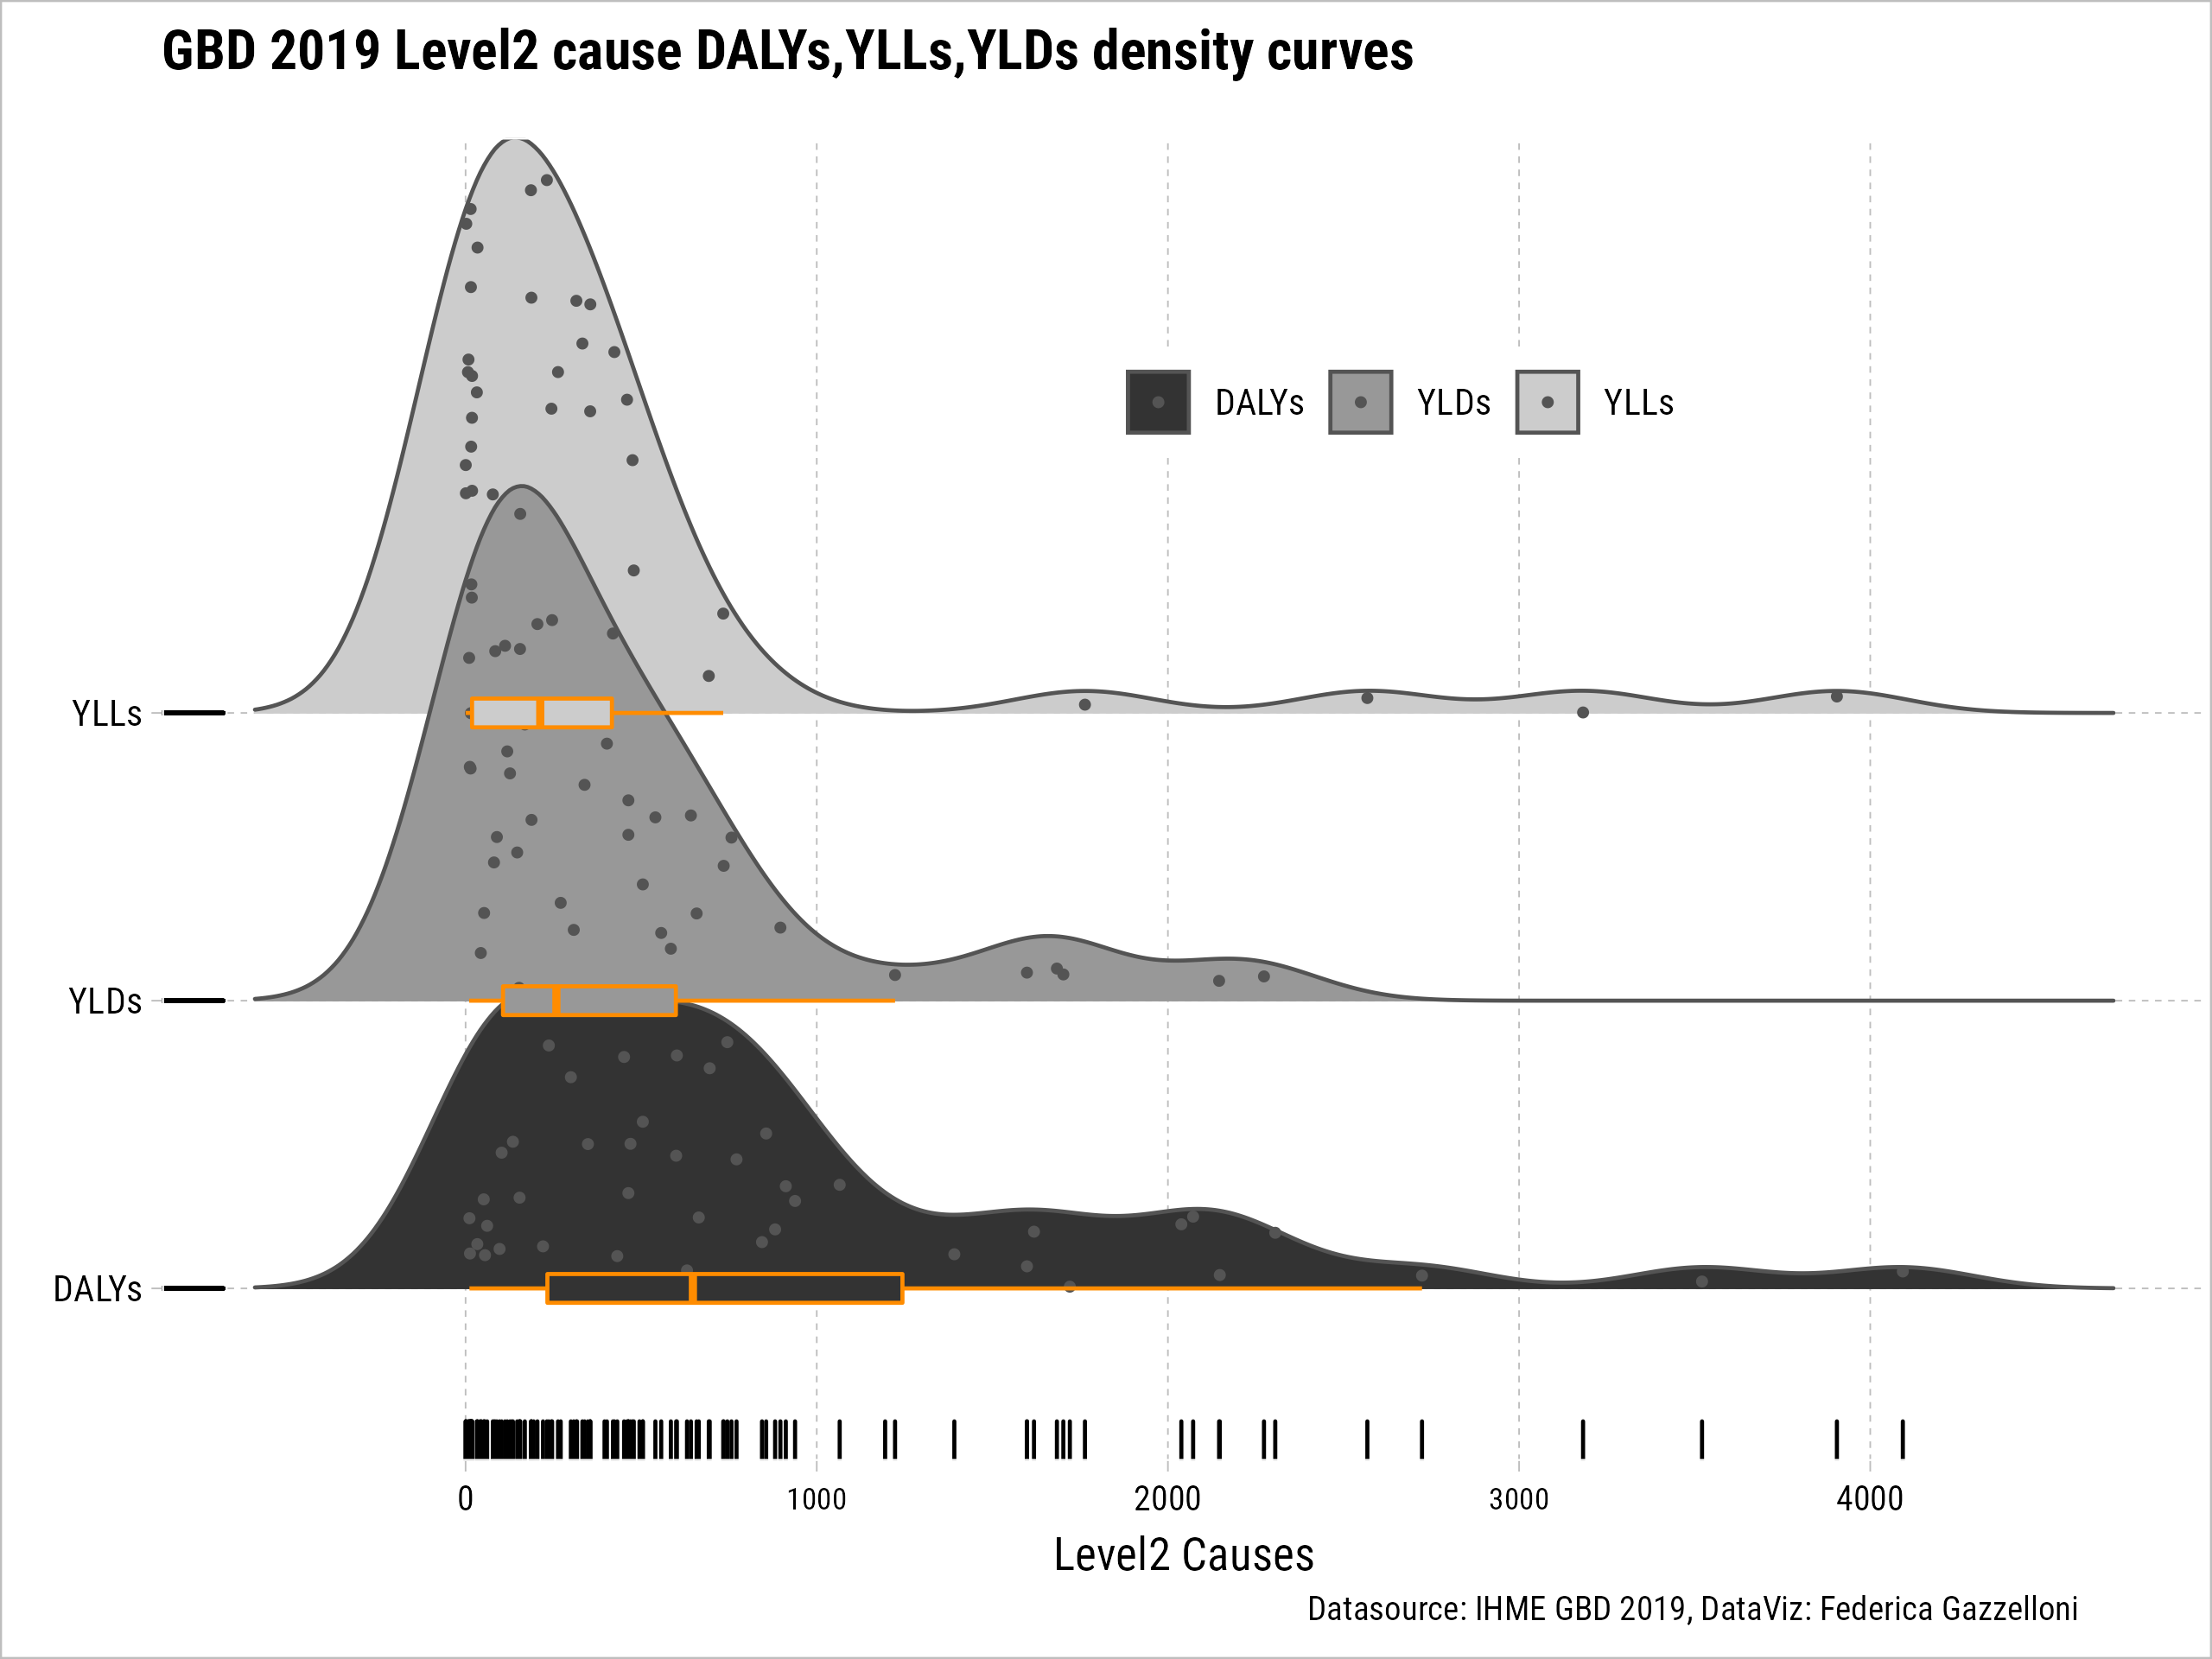 GBD 2019 Level2 cause DALYs,YLLs,YLDs density curves
DALYs YLDs YLLs
YLLs
YLDs
DALYs
0 1000 2000 3000 4000
Level2 Causes
Datasource: IHME GBD 2019, DataViz: Federica Gazzelloni